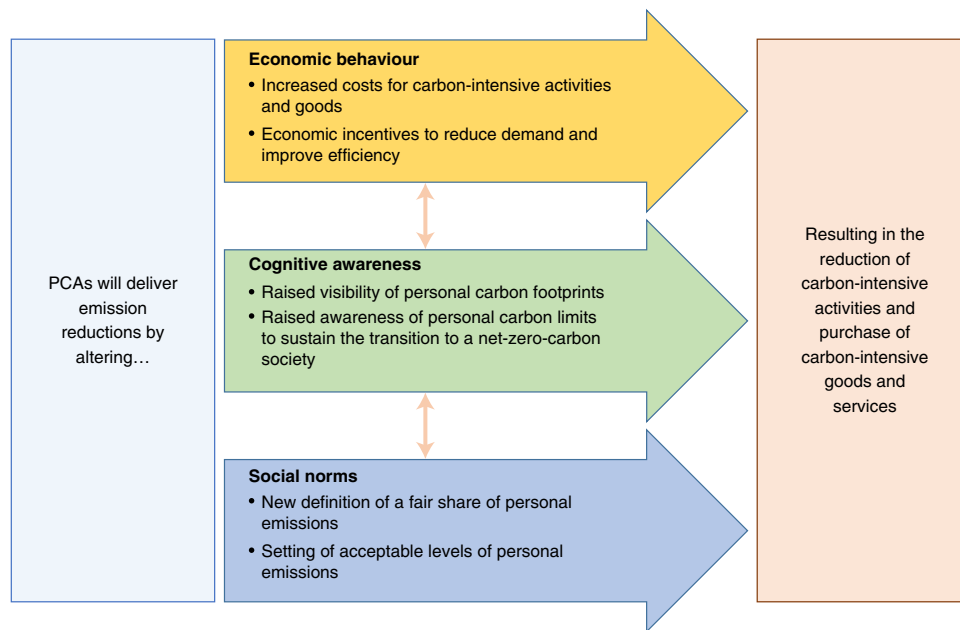 PCAs will deliver
emission
reductions by
altering…
Economic behaviour
• Increased costs for carbon-intensive activities
and goods
• Economic incentives to reduce demand and
improve efficiency
Cognitive awareness
• Raised visibility of personal carbon footprints
• Raised awareness of personal carbon limits
to sustain the transition to a net-zero-carbon
society
Social norms
• New definition of a fair share of personal
emissions
• Setting of acceptable levels of personal
emissions
Resulting in the
reduction of
carbon-intensive
activities and
purchase of
carbon-intensive
goods and
services